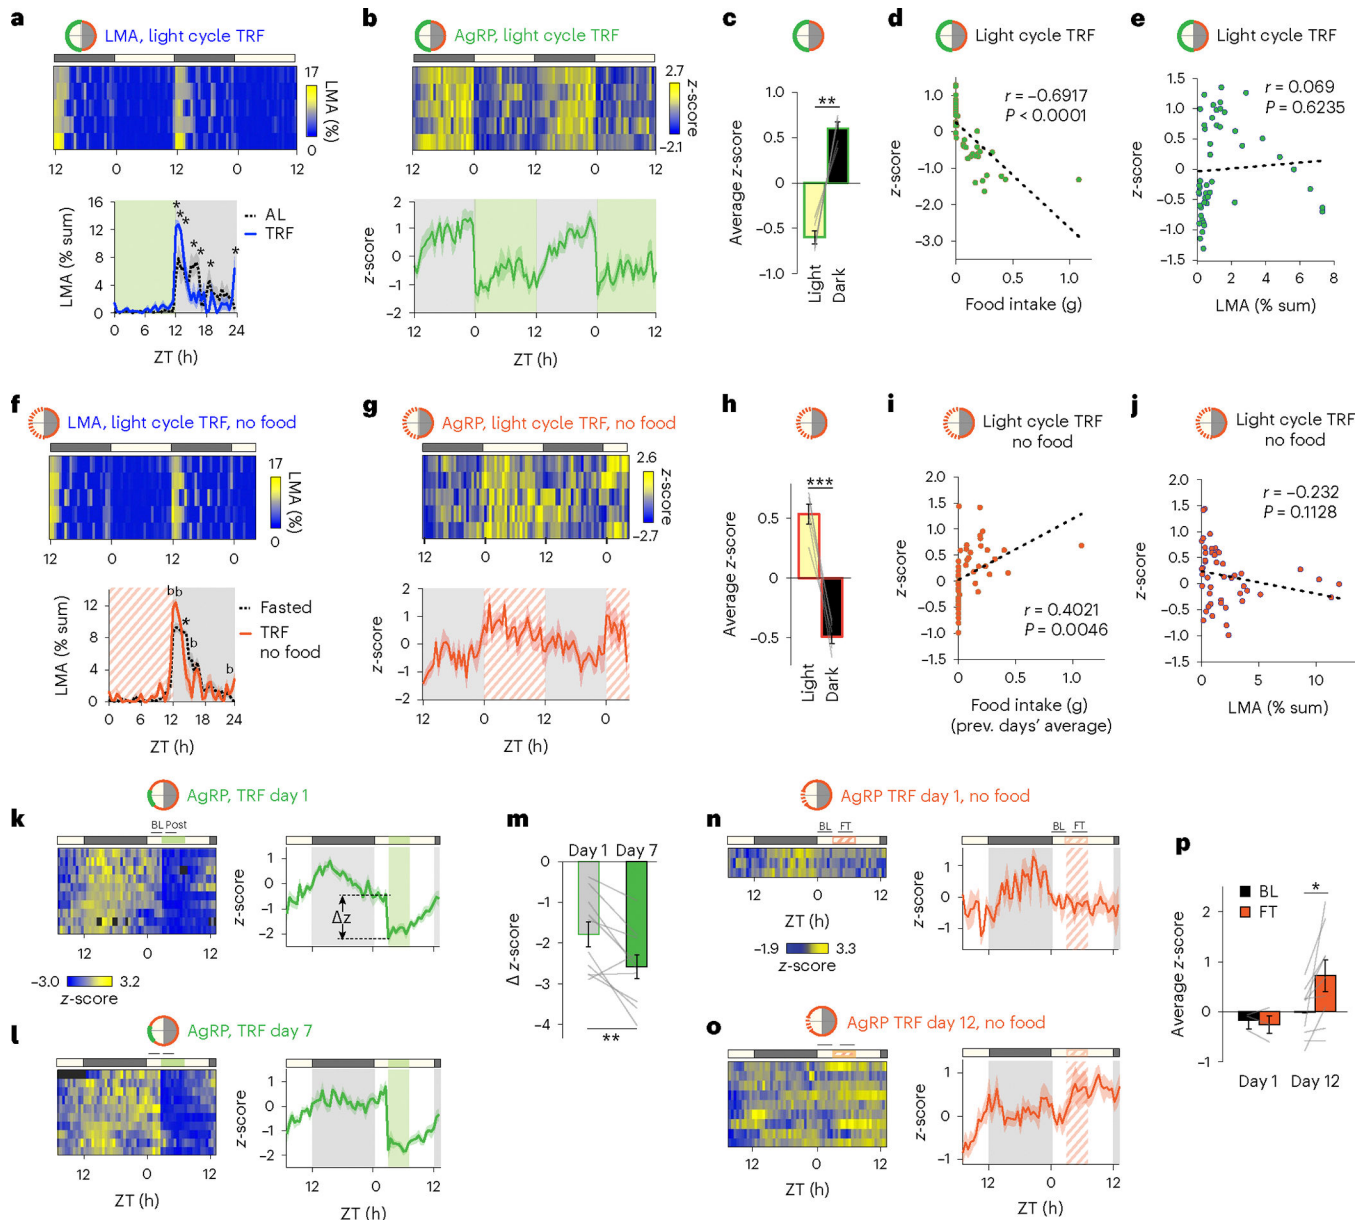 a
LMA, light cycle TRF
17
0
LMA (%)
12 0 12 0 12
16
12
8
4
0
LMA (% sum)
AL
TRF
* * * * * * *
0 6 12 18 24
ZT (h)
b
AgRP, light cycle TRF
2.7
−2.1
z-score
12 0 12 0 12
2
1
0
−1
−2
z-score
12 0 12 0 12
ZT (h)
c
**
1.0
0.5
0
−0.5
−1.0
Average z-score
Light
Dark
d
Light cycle TRF
r = −0.6917
P < 0.0001
1.0
0
−1.0
−2.0
−3.0
z-score
0 0.5 1.0
Food intake (g)
e
Light cycle TRF
r = 0.069
P = 0.6235
1.5
1.0
0.5
0
−0.5
−1.0
−1.5
z-score
0 2 4 6 8
LMA (% sum)
f
LMA, light cycle TRF, no food
17
0
LMA (%)
12 0 12 0
12
8
4
0
LMA (% sum)
bb
*
b
b
Fasted
TRF
no food
0 6 12 18 24
ZT (h)
g
AgRP, light cycle TRF, no food
2.6
−2.7
z-score
12 0 12 0
2
1
0
−1
−2
z-score
12 0 12 0
ZT (h)
h
***
0.5
0
−0.5
Average z-score
Light
Dark
i
Light cycle TRF
no food
2.0
1.5
1.0
0.5
0
−0.5
−1.0
−1.5
z-score
r = 0.4021
P = 0.0046
0 0.5 1.0
Food intake (g)
(prev. days’ average)
j
Light cycle TRF
no food
r = −0.232
P = 0.1128
2.0
1.5
1.0
0.5
0
−0.5
−1.0
−1.5
z-score
0 5 10
LMA (% sum)
k
AgRP, TRF day 1
BL Post
12 0 12
−3.0 3.2
z-score
1
0
−1
−2
z-score
Δz
12 0 12
l
AgRP, TRF day 7
12 0 12
ZT (h)
2
1
0
−1
−2
z-score
12 0 12
ZT (h)
m
Day 1 Day 7
0
−1
−2
−3
−4
Δ z-score
**
n
AgRP TRF day 1, no food
BL FT
12 0 12
ZT (h)
−1.9 3.3
z-score
BL FT
1
0
−1
z-score
12 0 12
o
AgRP TRF day 12, no food
12 0 12
ZT (h)
1
0
−1
z-score
12 0 12
ZT (h)
p
BL
FT
*
2
1
0
−1
Average z-score
Day 1 Day 12